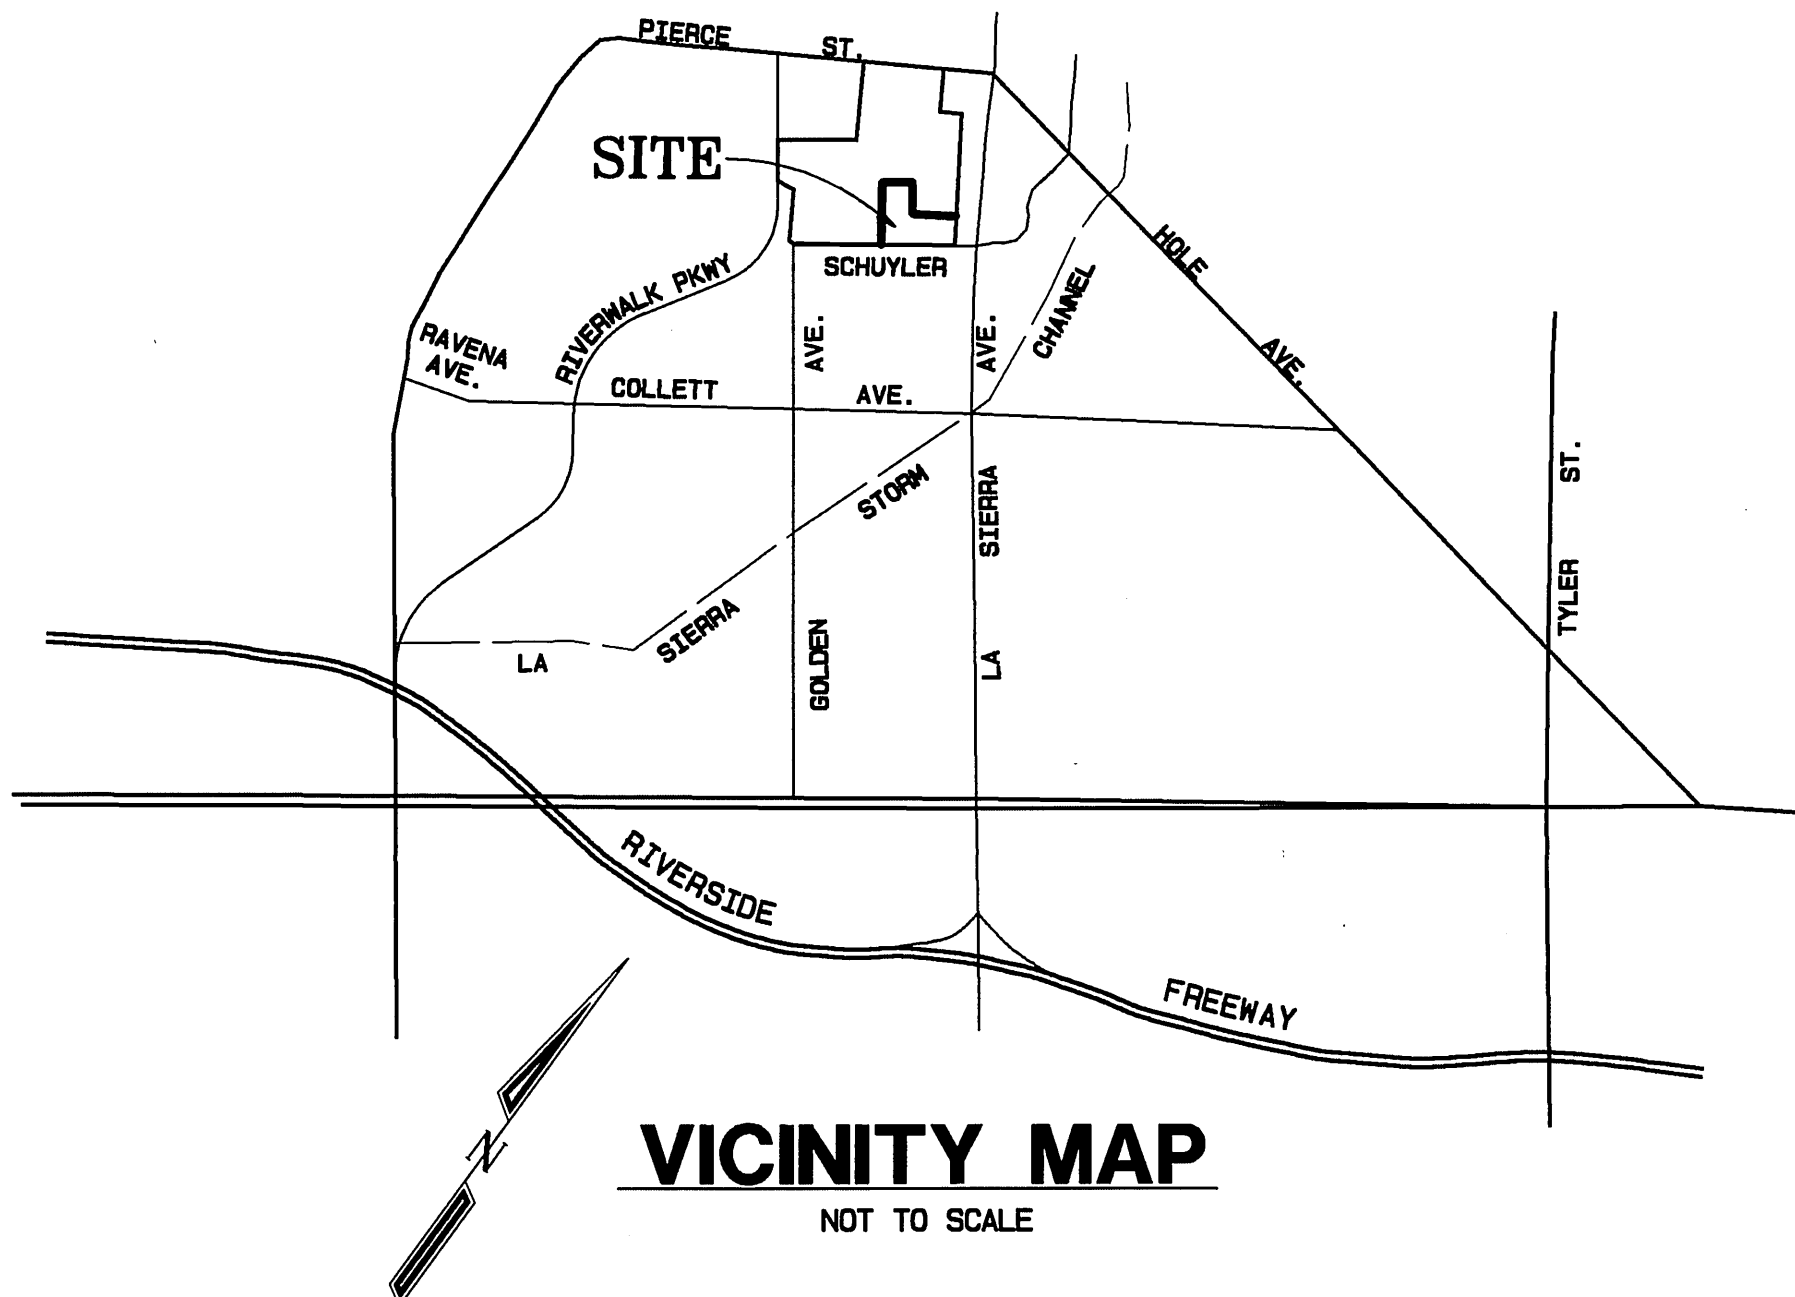 PIERCE ST.
SITE
SCHUYLER
HOLE AVE.
RIVERWALK PKWY
RAVENA
AVE.
COLLETT AVE.
GOLDEN AVE.
LA SIERRA AVE.
LA SIERRA STORM CHANNEL
TYLER ST.
RIVERSIDE FREEWAY
N
VICINITY MAP
NOT TO SCALE